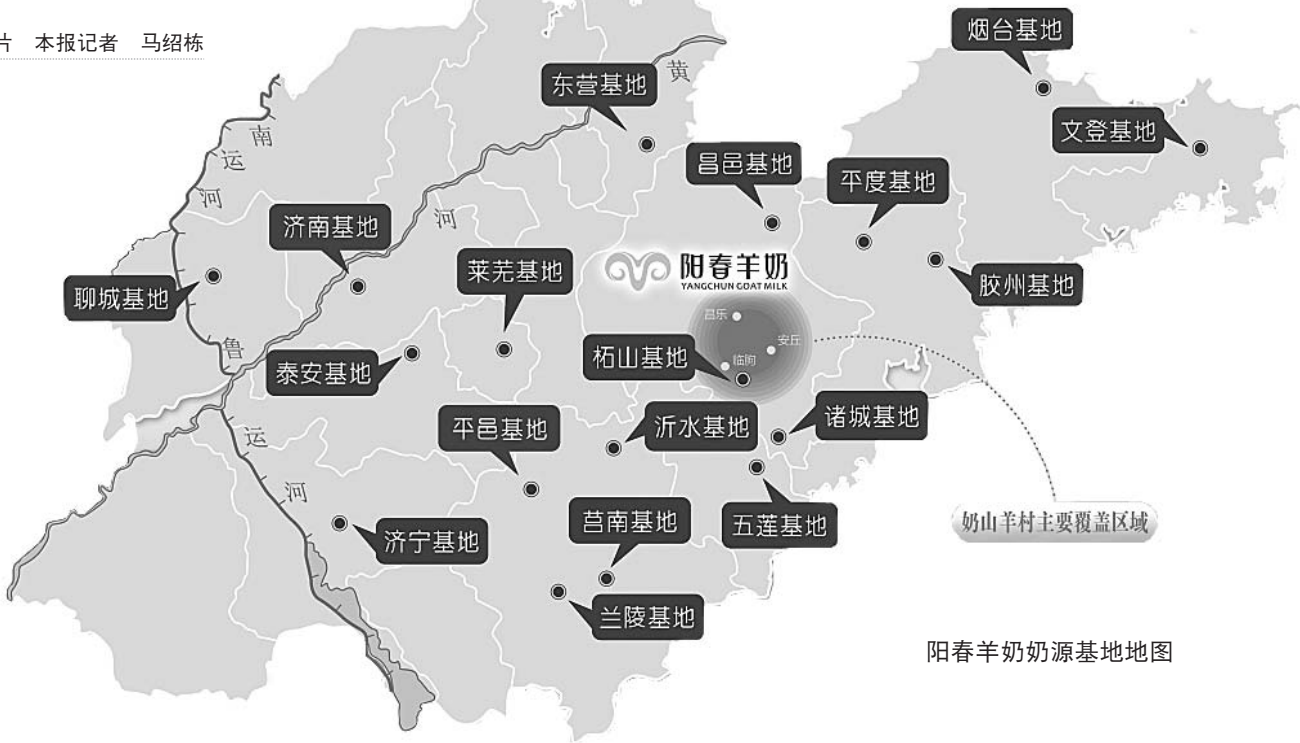 片 本报记者 马绍栋
烟台基地
东营基地
黄
文登基地
南
运
河
昌邑基地
平度基地
济南基地
河
莱芜基地
阳春羊奶
YANGCHUN GOAT MILK
聊城基地
胶州基地
昌乐
安丘
临朐
鲁
泰安基地
柘山基地
平邑基地
沂水基地
诸城基地
运
河
济宁基地
莒南基地
五莲基地
奶山羊村主要覆盖区域
兰陵基地
阳春羊奶奶源基地地图